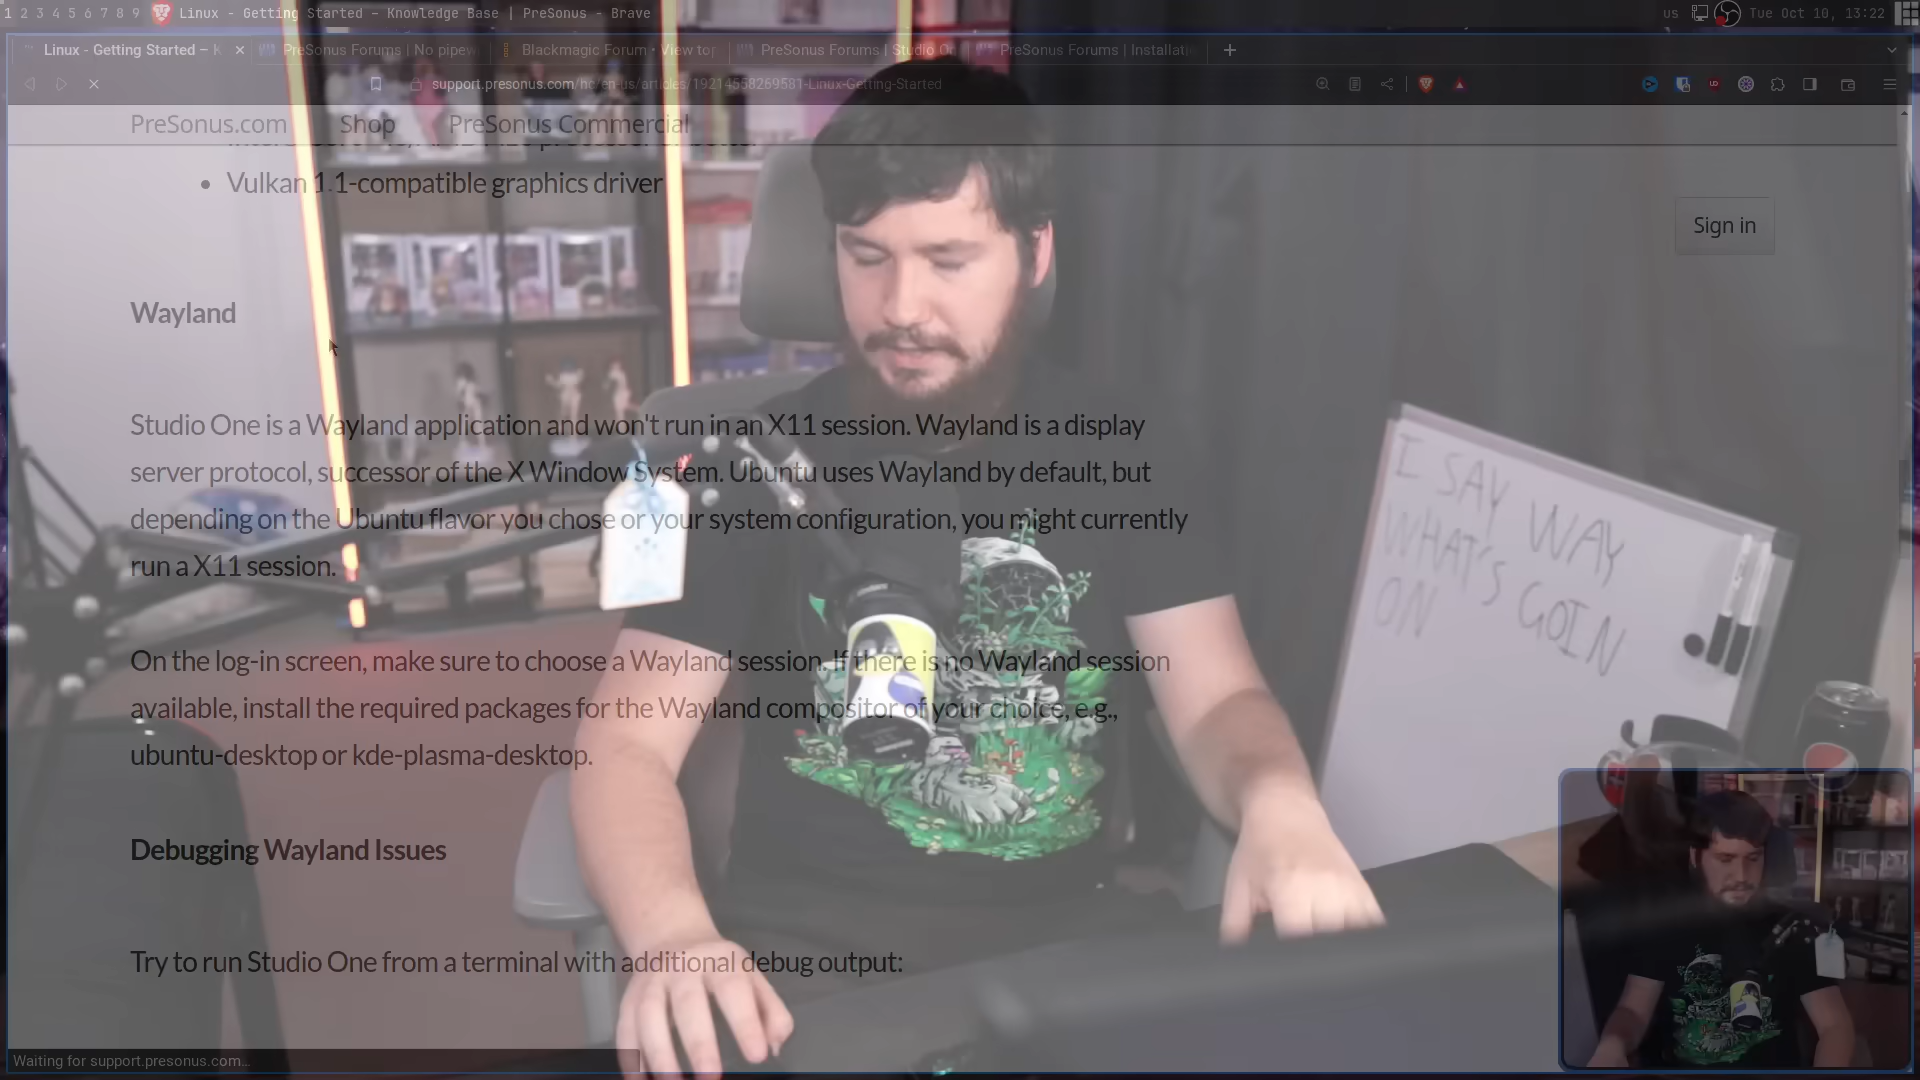 1 2 3 4 5 6 7 8 9 Linux - Getting Started – Knowledge Base | PreSonus - Brave
us Tue Oct 10, 13:22
Linux - Getting Started – K PreSonus Forums | No pipew Blackmagic Forum • View top PreSonus Forums | Studio On PreSonus Forums | Installati
support.presonus.com/hc/en-us/articles/19214558269581-Linux-Getting-Started
PreSonus.com Shop PreSonus Commercial
Vulkan 1.1-compatible graphics driver
Sign in
Wayland
Studio One is a Wayland application and won't run in an X11 session. Wayland is a display
server protocol, successor of the X Window System. Ubuntu uses Wayland by default, but
depending on the Ubuntu flavor you chose or your system configuration, you might currently
run a X11 session.
I SAY WAY
WHAT'S GOIN
ON
On the log-in screen, make sure to choose a Wayland session. If there is no Wayland session
available, install the required packages for the Wayland compositor of your choice, e.g.,
ubuntu-desktop or kde-plasma-desktop.
Debugging Wayland Issues
Try to run Studio One from a terminal with additional debug output:
Waiting for support.presonus.com...